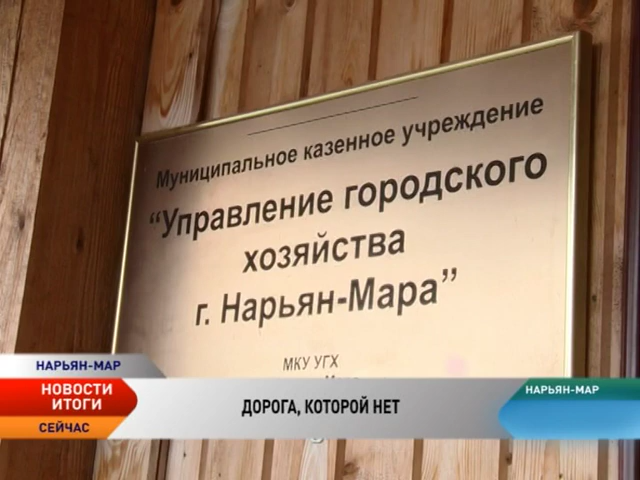 Муниципальное казенное учреждение
“Управление городского
хозяйства
г. Нарьян-Мара”
МКУ УГХ
НАРЬЯН-МАР
НОВОСТИ
ИТОГИ
СЕЙЧАС
ДОРОГА, КОТОРОЙ НЕТ
НАРЬЯН-МАР